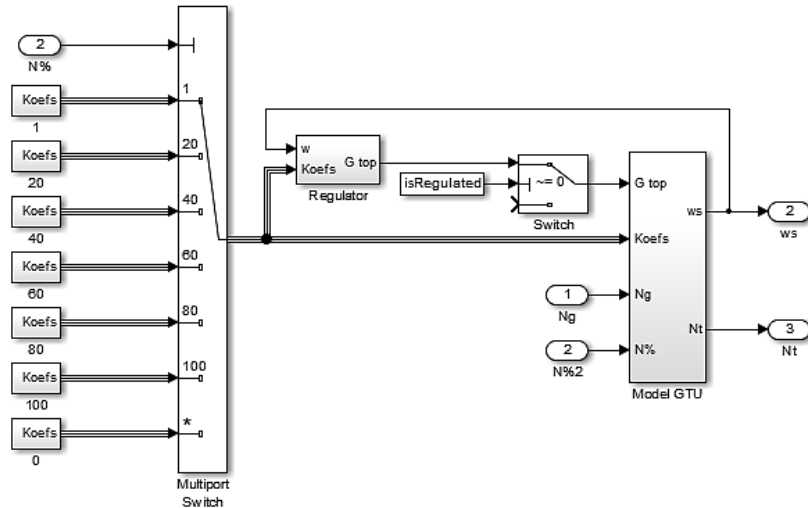 2
N%
Koefs
1
Koefs
20
Koefs
40
Koefs
60
Koefs
80
Koefs
100
Koefs
0
1
20
40
60
80
100
*
Multiport
Switch
w
Koefs
G top
Regulator
isRegulated
~= 0
Switch
1
Ng
2
N%2
G top
Koefs
Ng
N%
ws
Nt
Model GTU
2
ws
3
Nt